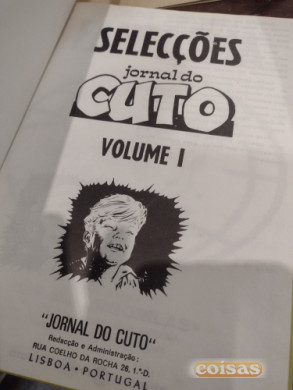 SELECÇÕES
jornal do
CUTO
VOLUME I
"JORNAL DO CUTO"
Redacção e Administração:
RUA COELHO DA ROCHA 28, 1.º-D.
LISBOA • PORTUGAL
coisas